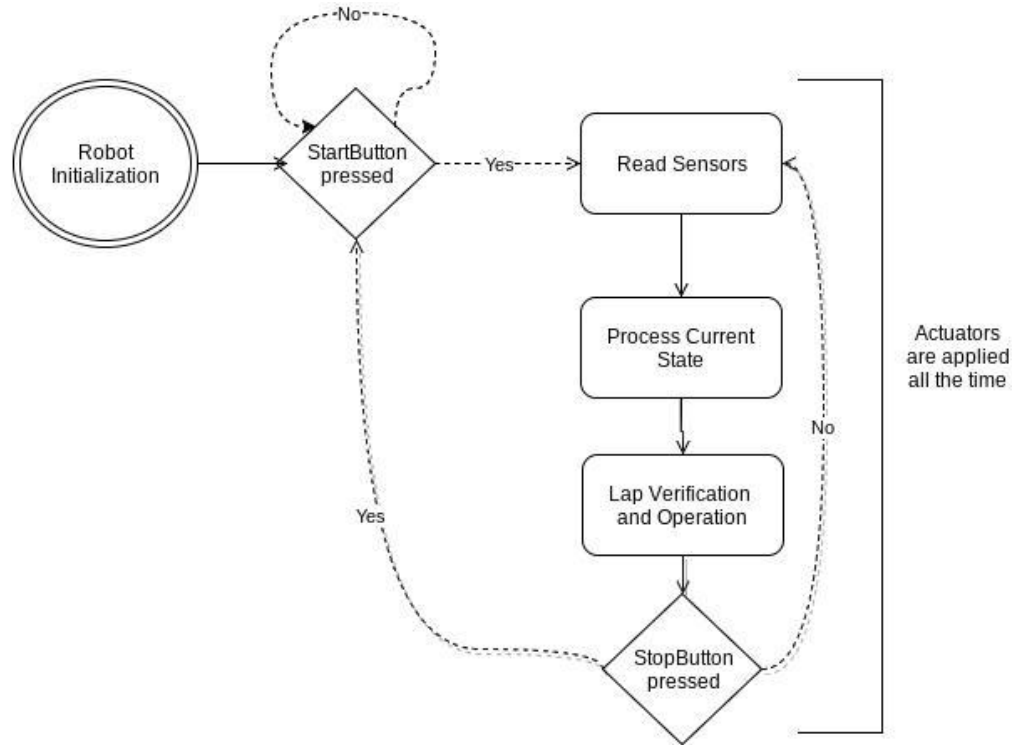 No
Robot
Initialization
StartButton
pressed
Yes
Read Sensors
Process Current
State
Actuators
are applied
all the time
No
Lap Verification
and Operation
Yes
StopButton
pressed